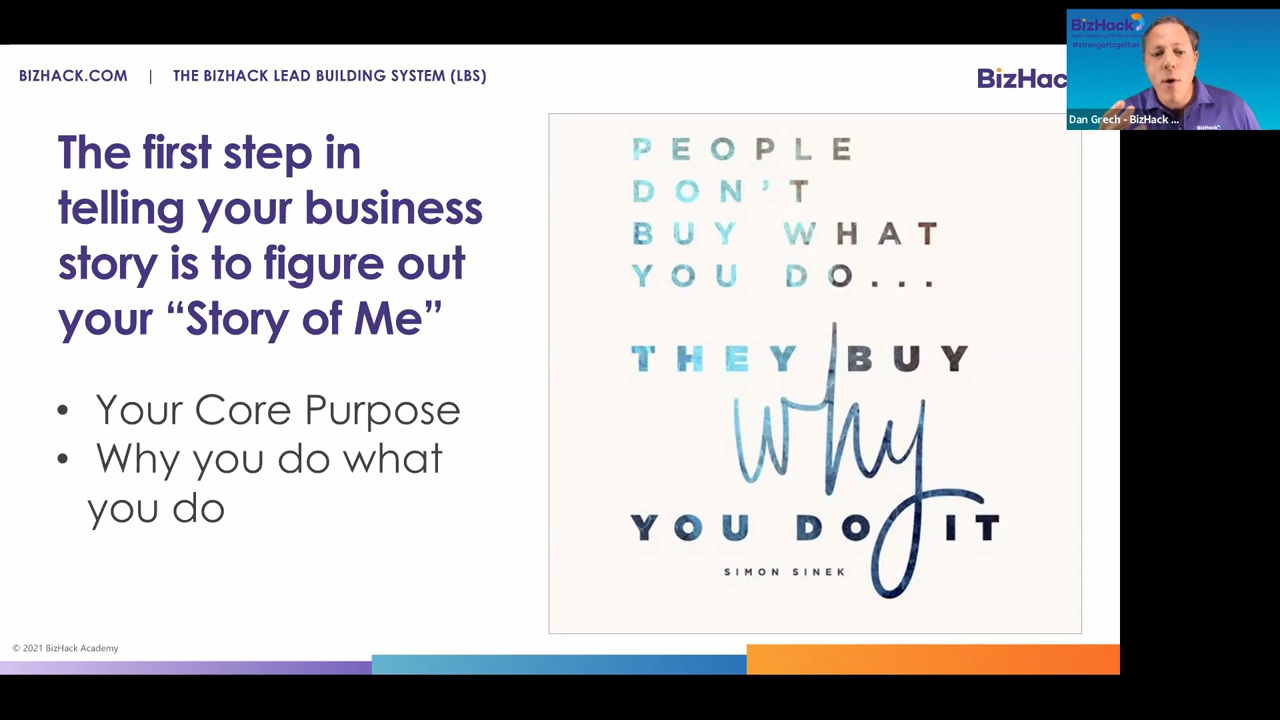 BIZHACK.COM | THE BIZHACK LEAD BUILDING SYSTEM (LBS)
BizHac
BizHack
#strongertogether
BizHack
Dan Grech - BizHack ...
The first step in
telling your business
story is to figure out
your “Story of Me”
• Your Core Purpose
• Why you do what
you do
PEOPLE
DON'T
BUY WHAT
YOU DO...
THEY BUY
why
YOU DO IT
SIMON SINEK
© 2021 BizHack Academy